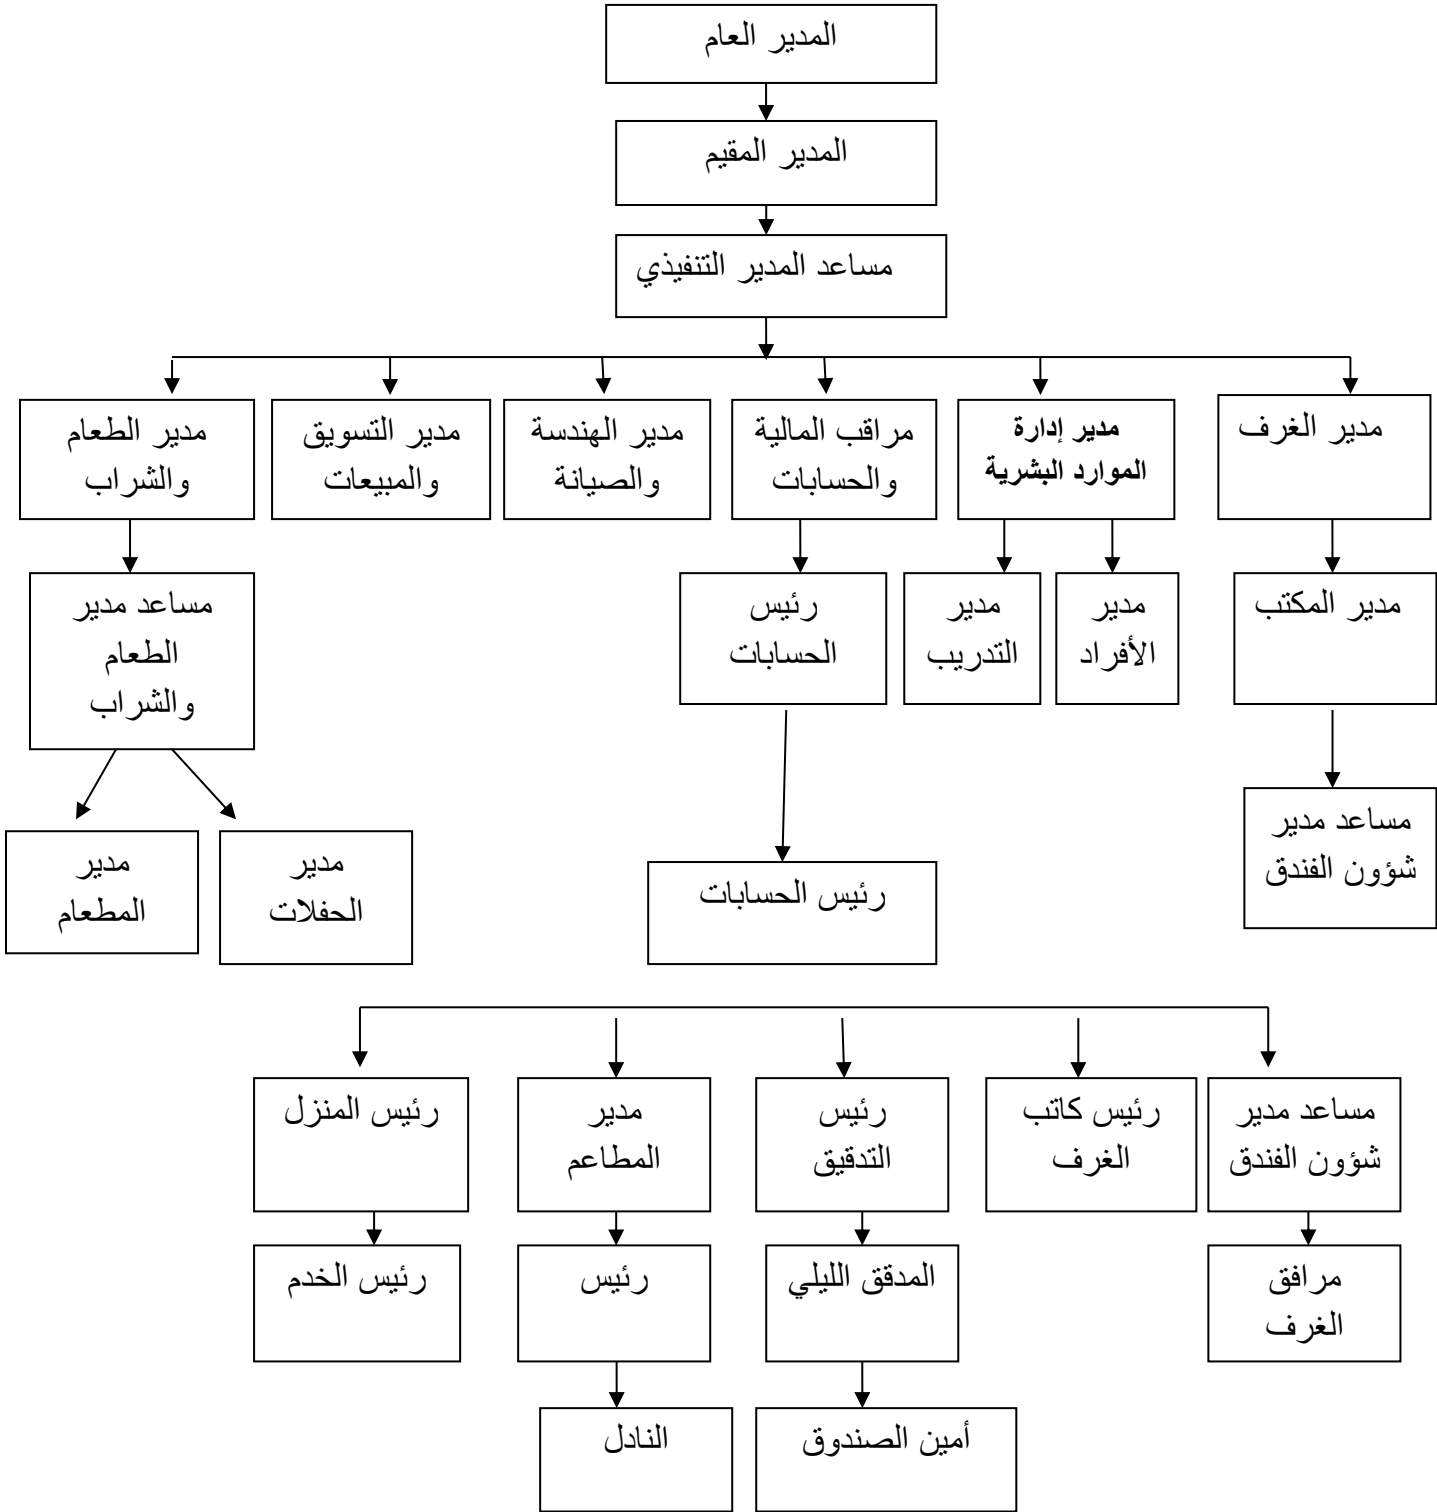 المدير العام
المدير المقيم
مساعد المدير التنفيذي
مدير الغرف
مدير إدارة
الموارد البشرية
مراقب المالية
والحسابات
مدير الهندسة
والصيانة
مدير التسويق
والمبيعات
مدير الطعام
والشراب
مدير المكتب
مدير
الأفراد
مدير
التدريب
رئيس
الحسابات
مساعد مدير
الطعام
والشراب
مساعد مدير
شؤون الفندق
رئيس الحسابات
مدير
الحفلات
مدير
المطعام
مساعد مدير
شؤون الفندق
رئيس كاتب
الغرف
رئيس
التدقيق
مدير
المطاعم
رئيس المنزل
مرافق
الغرف
المدقق الليلي
رئيس
رئيس الخدم
أمين الصندوق
النادل